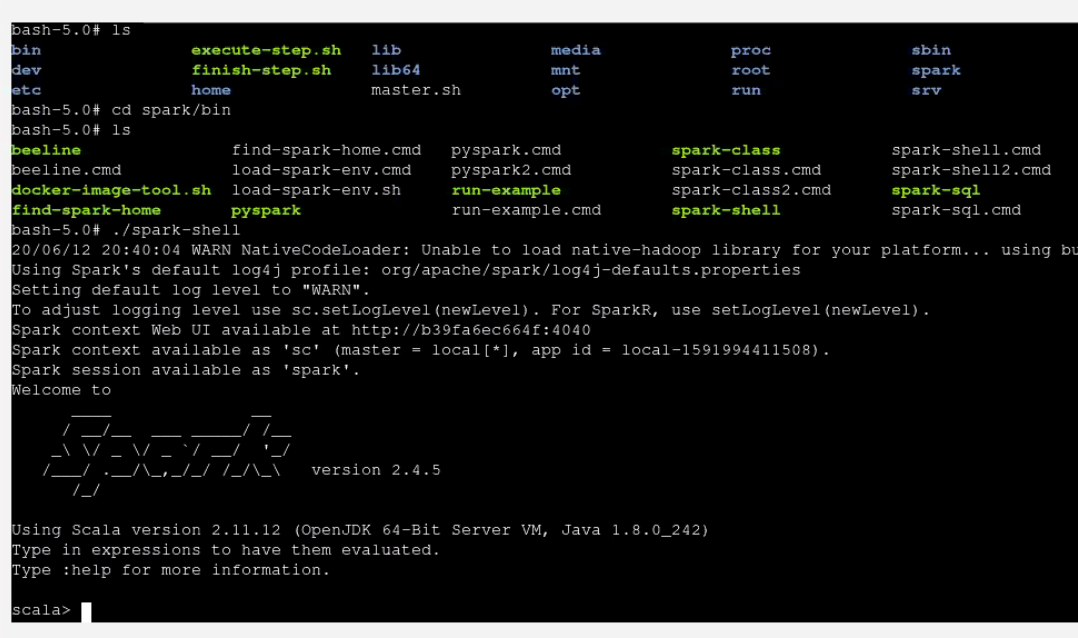 bash-5.0# ls
bin execute-step.sh lib media proc sbin
dev finish-step.sh lib64 mnt root spark
etc home master.sh opt run srv
bash-5.0# cd spark/bin
bash-5.0# ls
beeline find-spark-home.cmd pyspark.cmd spark-class spark-shell.cmd
beeline.cmd load-spark-env.cmd pyspark2.cmd spark-class.cmd spark-shell2.cmd
docker-image-tool.sh load-spark-env.sh run-example spark-class2.cmd spark-sql
find-spark-home pyspark run-example.cmd spark-shell spark-sql.cmd
bash-5.0# ./spark-shell
20/06/12 20:40:04 WARN NativeCodeLoader: Unable to load native-hadoop library for your platform... using bu
Using Spark's default log4j profile: org/apache/spark/log4j-defaults.properties
Setting default log level to "WARN".
To adjust logging level use sc.setLogLevel(newLevel). For SparkR, use setLogLevel(newLevel).
Spark context Web UI available at http://b39fa6ec664f:4040
Spark context available as 'sc' (master = local[*], app id = local-1591994411508).
Spark session available as 'spark'.
Welcome to
      ____              __
     / __/__  ___ _____/ /__
    _\ \/ _ \/ _ `/ __/  '_/
   /___/ .__/\_,_/_/ /_/\_\   version 2.4.5
      /_/
Using Scala version 2.11.12 (OpenJDK 64-Bit Server VM, Java 1.8.0_242)
Type in expressions to have them evaluated.
Type :help for more information.
scala>